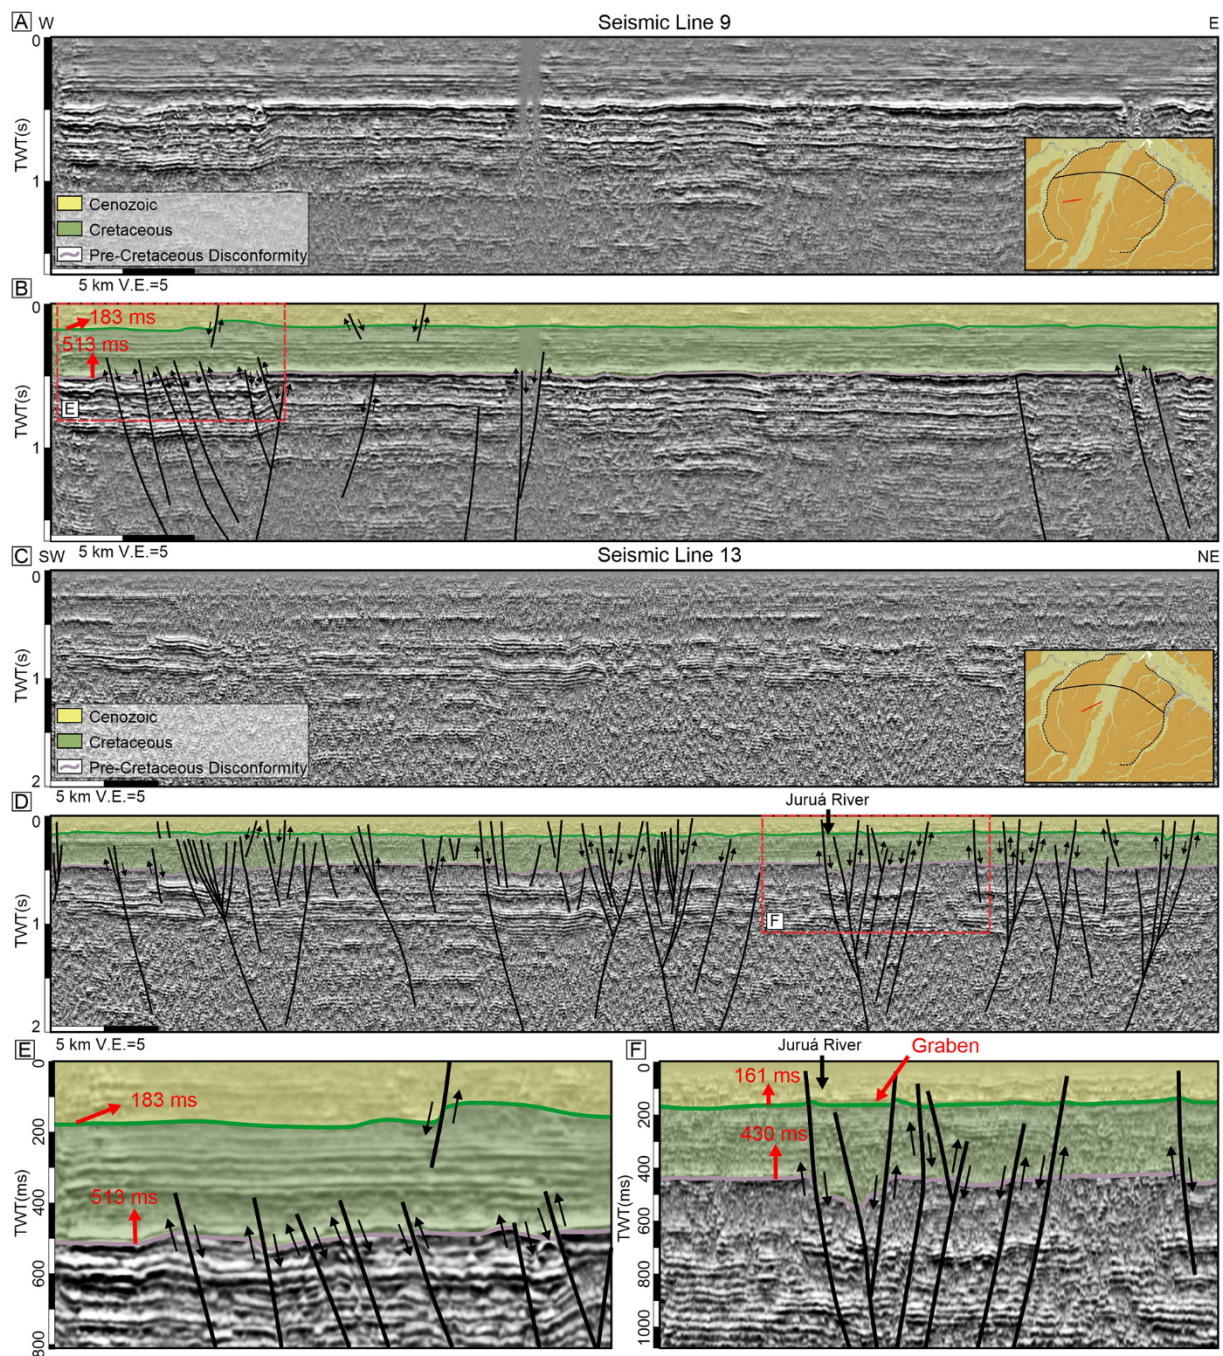 A W Seismic Line 9 E
0
TWT(s)
1
Cenozoic
Cretaceous
Pre-Cretaceous Disconformity
5 km V.E.=5
B
0
183 ms
513 ms
E
TWT(s)
1
5 km V.E.=5
C SW Seismic Line 13 NE
0
TWT(s)
1
Cenozoic
Cretaceous
Pre-Cretaceous Disconformity
2
5 km V.E.=5
D
Juruá River
0
TWT(s)
1
F
2
5 km V.E.=5
E
0
183 ms
200
400
513 ms
TWT(ms)
600
800
F
Juruá River
Graben
0
161 ms
200
430 ms
400
TWT(ms)
600
800
1000